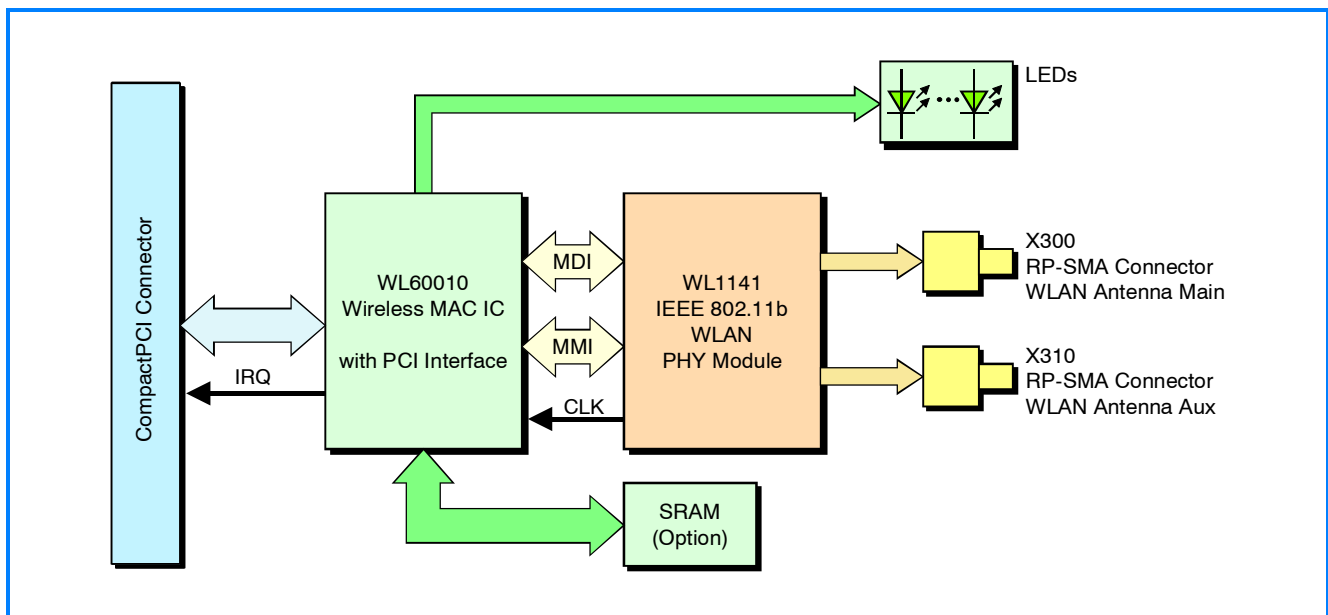 LEDs
CompactPCI Connector
WL60010
Wireless MAC IC
with PCI Interface
IRQ
MDI
MMI
CLK
WL1141
IEEE 802.11b
WLAN
PHY Module
X300
RP-SMA Connector
WLAN Antenna Main
X310
RP-SMA Connector
WLAN Antenna Aux
SRAM
(Option)